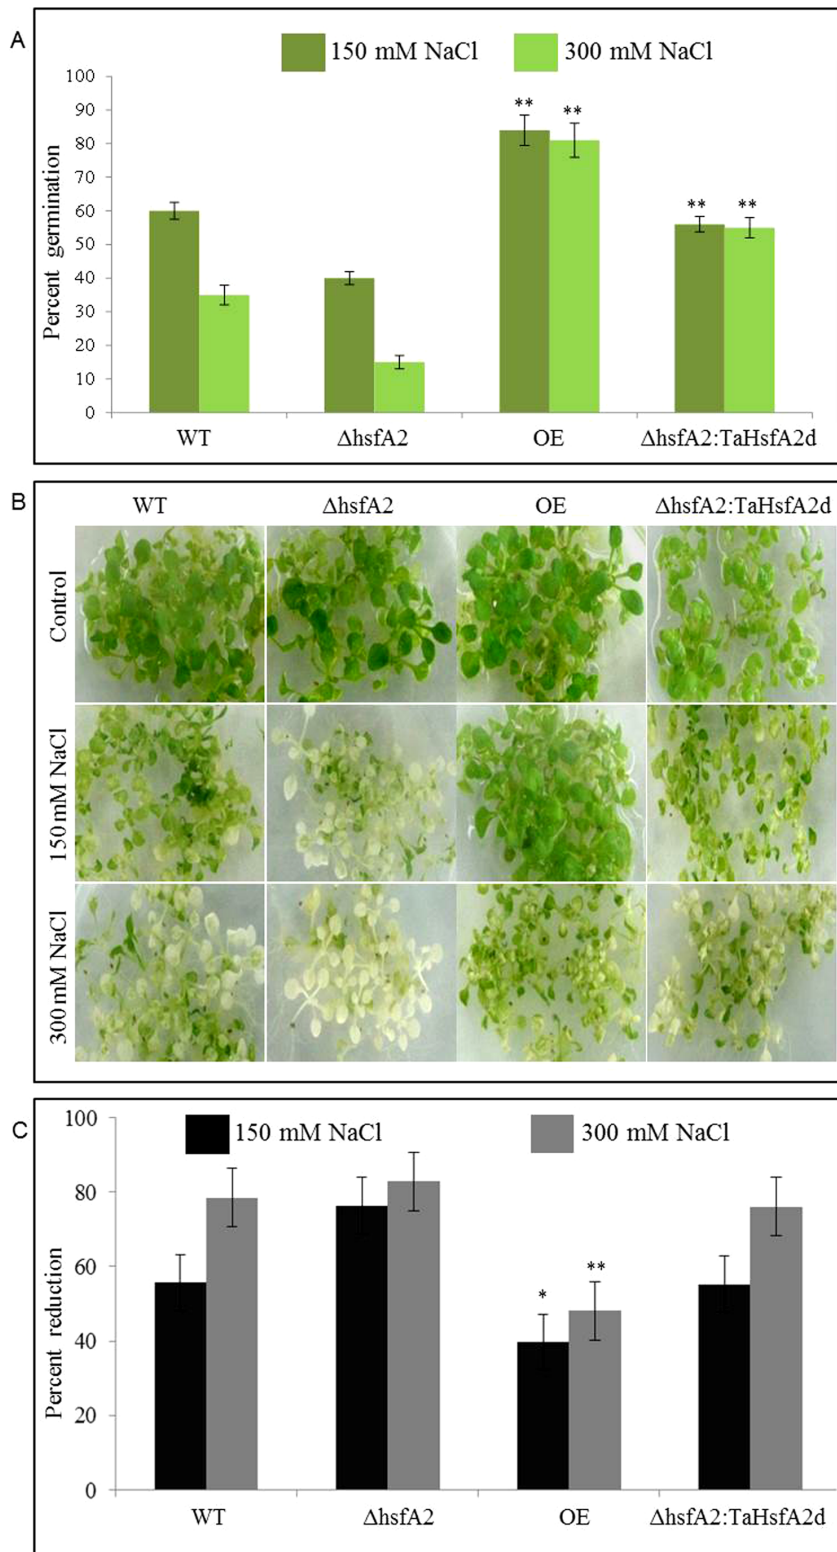 A
150 mM NaCl
300 mM NaCl
Percent germination
100
90
80
70
60
50
40
30
20
10
0
** **
** **
WT ΔhsfA2 OE ΔhsfA2:TaHsfA2d
B
WT ΔhsfA2 OE ΔhsfA2:TaHsfA2d
Control
150 mM NaCl
300 mM NaCl
C
150 mM NaCl
300 mM NaCl
Percent reduction
100
80
60
40
20
0
* **
WT ΔhsfA2 OE ΔhsfA2:TaHsfA2d